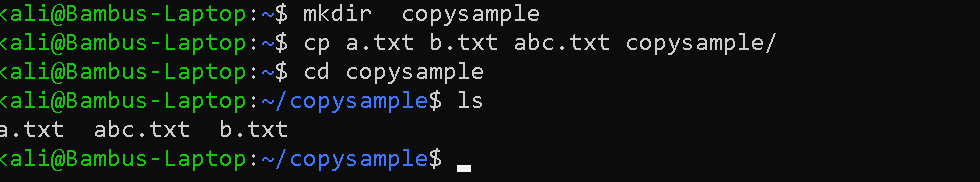 kali@Bambus-Laptop:~$ mkdir  copysample
kali@Bambus-Laptop:~$ cp a.txt b.txt abc.txt copysample/
kali@Bambus-Laptop:~$ cd copysample
kali@Bambus-Laptop:~/copysample$ ls
a.txt  abc.txt  b.txt
kali@Bambus-Laptop:~/copysample$